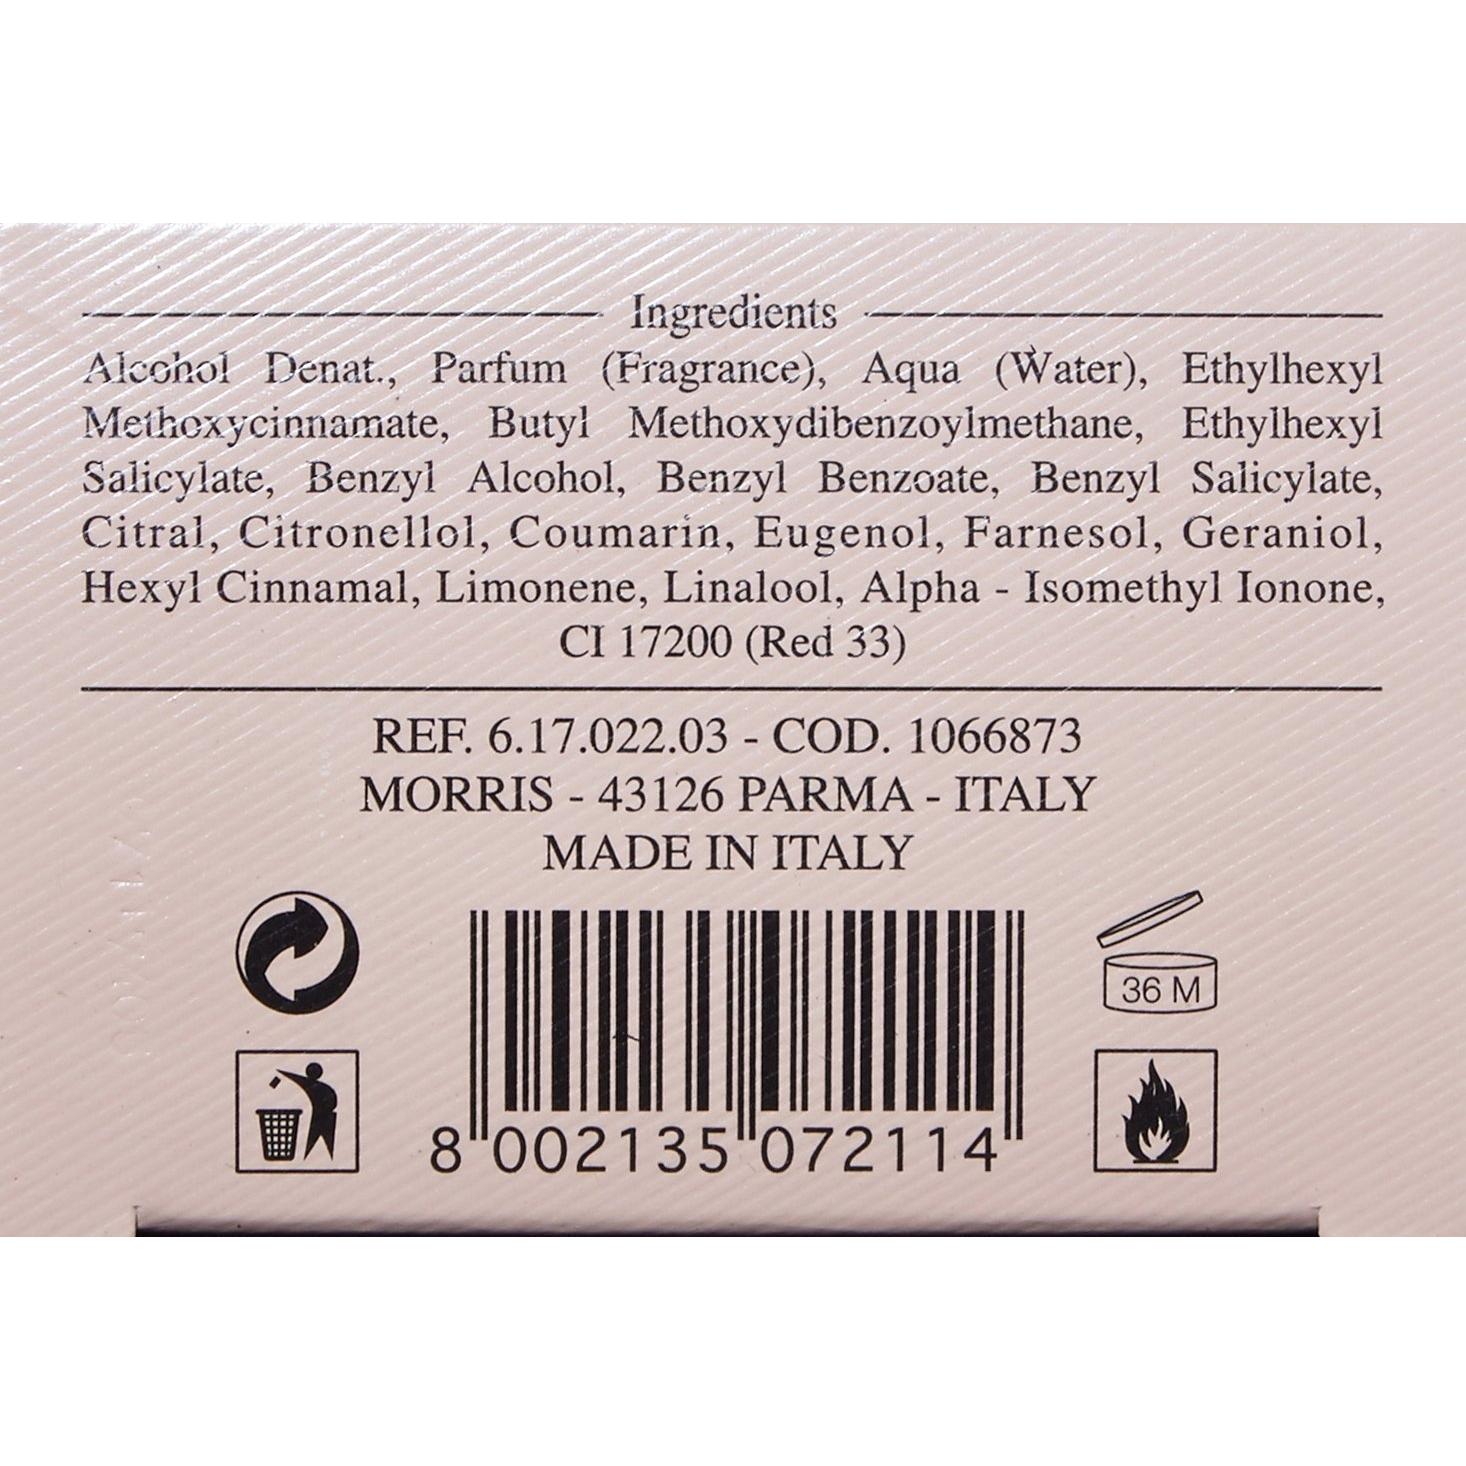 Ingredients
Alcohol Denat., Parfum (Fragrance), Aqua (Water), Ethylhexyl
Methoxycinnamate, Butyl Methoxydibenzoylmethane, Ethylhexyl
Salicylate, Benzyl Alcohol, Benzyl Benzoate, Benzyl Salicylate,
Citral, Citronellol, Coumarin, Eugenol, Farnesol, Geraniol,
Hexyl Cinnamal, Limonene, Linalool, Alpha - Isomethyl Ionone,
CI 17200 (Red 33)
REF. 6.17.022.03 - COD. 1066873
MORRIS - 43126 PARMA - ITALY
MADE IN ITALY
36 M
8 002135 072114